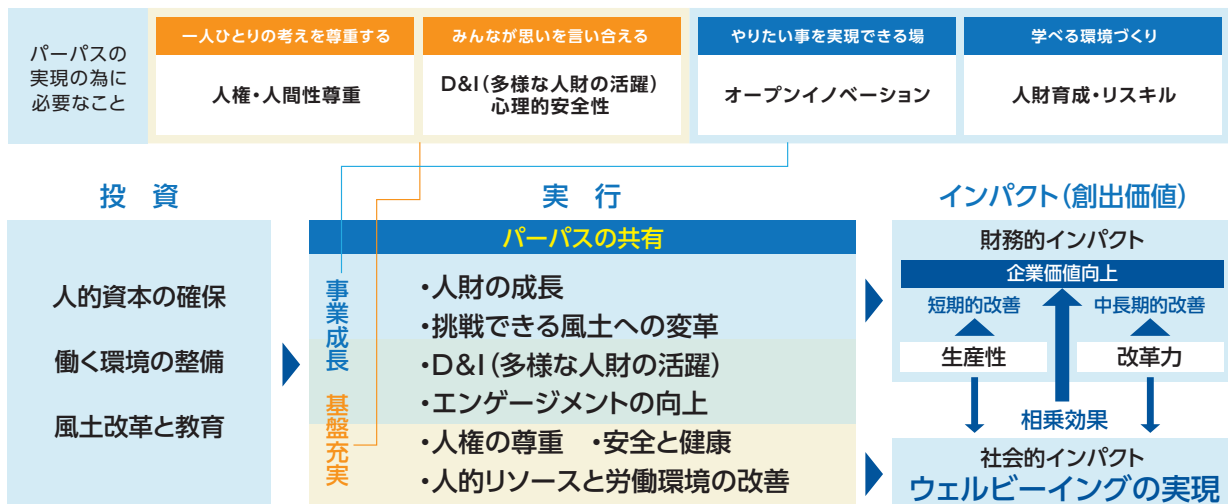 パーパスの
実現の為に
必要なこと
一人ひとりの考えを尊重する
人権・人間性尊重
みんなが思いを言い合える
D&I(多様な人財の活躍)
心理的安全性
やりたい事を実現できる場
オープンイノベーション
学べる環境づくり
人財育成・リスキル
投 資
人的資本の確保
働く環境の整備
風土改革と教育
実 行
パーパスの共有
事業成長
基盤充実
・人財の成長
・挑戦できる風土への変革
・D&I(多様な人財の活躍)
・エンゲージメントの向上
・人権の尊重 ・安全と健康
・人的リソースと労働環境の改善
インパクト(創出価値)
財務的インパクト
企業価値向上
短期的改善 中長期的改善
生産性 改革力
相乗効果
社会的インパクト
ウェルビーイングの実現